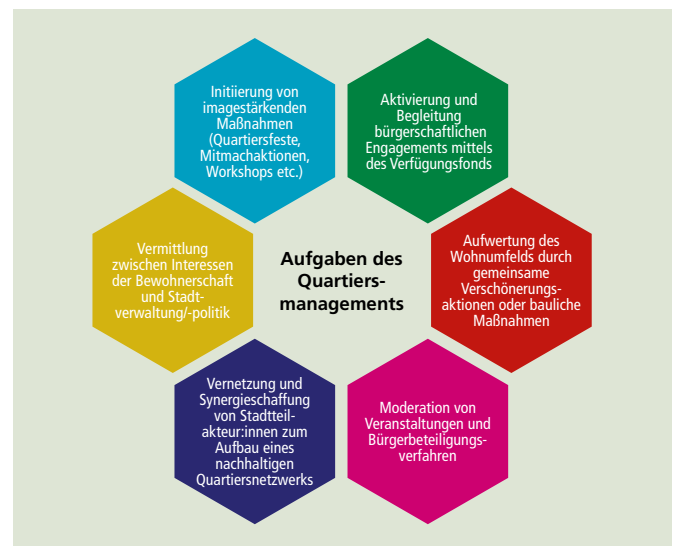 Initiierung von
imagestärkenden
Maßnahmen
(Quartiersfeste,
Mitmachaktionen,
Workshops etc.)
Aktivierung und
Begleitung
bürgerschaftlichen
Engagements mittels
des Verfügungsfonds
Vermittlung
zwischen Interessen
der Bewohnerschaft
und Stadt-
verwaltung/-politik
Aufgaben des
Quartiers-
managements
Aufwertung des
Wohnumfelds durch
gemeinsame
Verschönerungs-
aktionen oder bauliche
Maßnahmen
Vernetzung und
Synergieschaffung
von Stadtteil-
akteur:innen zum
Aufbau eines
nachhaltigen
Quartiersnetzwerks
Moderation von
Veranstaltungen und
Bürgerbeteiligungs-
verfahren